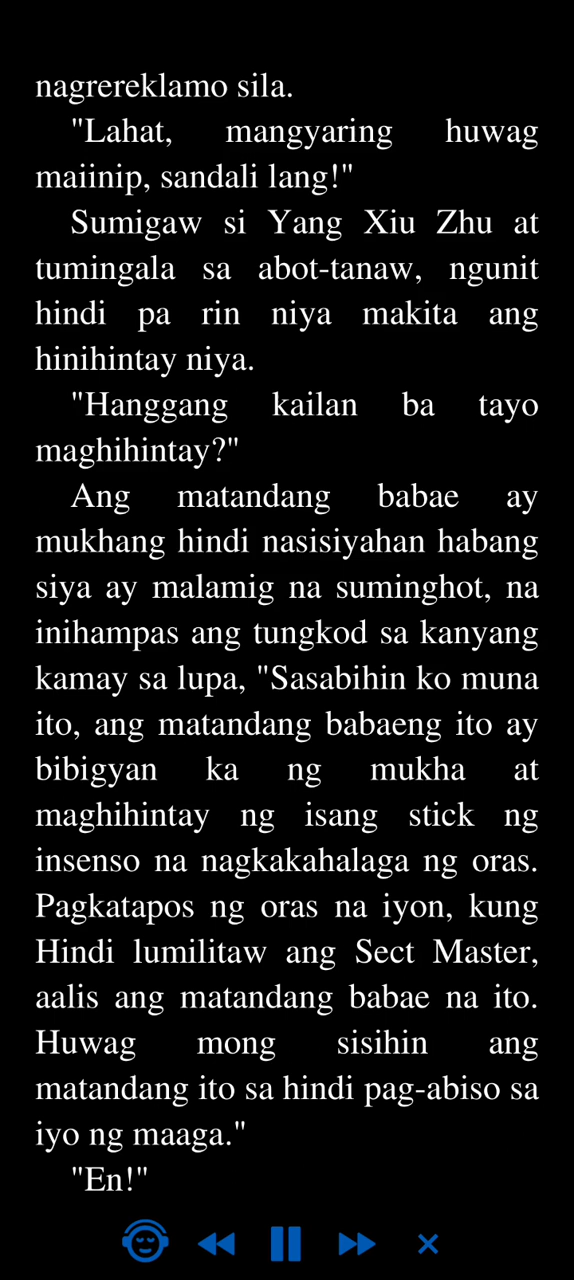 nagrereklamo sila.
"Lahat, mangyaring huwag
maiinip, sandali lang!"
Sumigaw si Yang Xiu Zhu at
tumingala sa abot-tanaw, ngunit
hindi pa rin niya makita ang
hinihintay niya.
"Hanggang kailan ba tayo
maghihintay?"
Ang matandang babae ay
mukhang hindi nasisiyahan habang
siya ay malamig na suminghot, na
inihampas ang tungkod sa kanyang
kamay sa lupa, "Sasabihin ko muna
ito, ang matandang babaeng ito ay
bibigyan ka ng mukha at
maghihintay ng isang stick ng
insenso na nagkakahalaga ng oras.
Pagkatapos ng oras na iyon, kung
Hindi lumilitaw ang Sect Master,
aalis ang matandang babae na ito.
Huwag mong sisihin ang
matandang ito sa hindi pag-abiso sa
iyo ng maaga."
"En!"